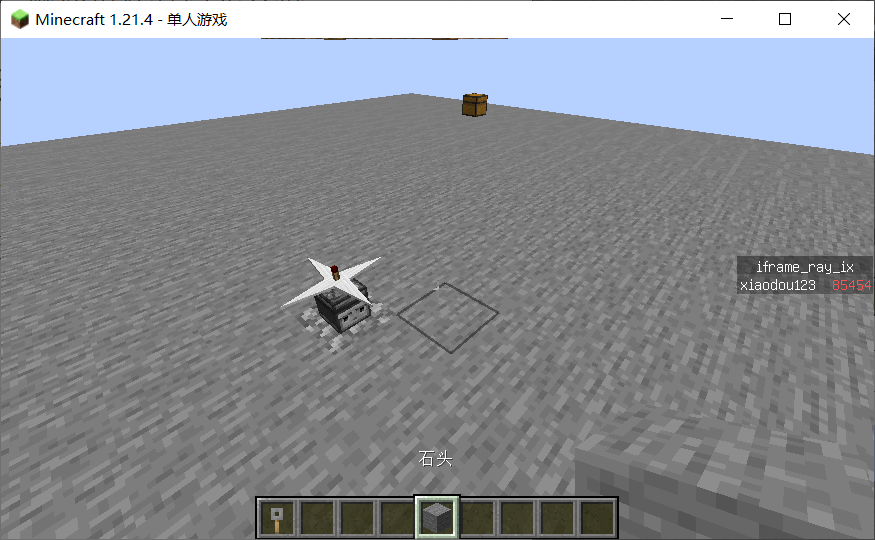 Minecraft 1.21.4 - 单人游戏
iframe_ray_ix
xiaodou123 85454
石头